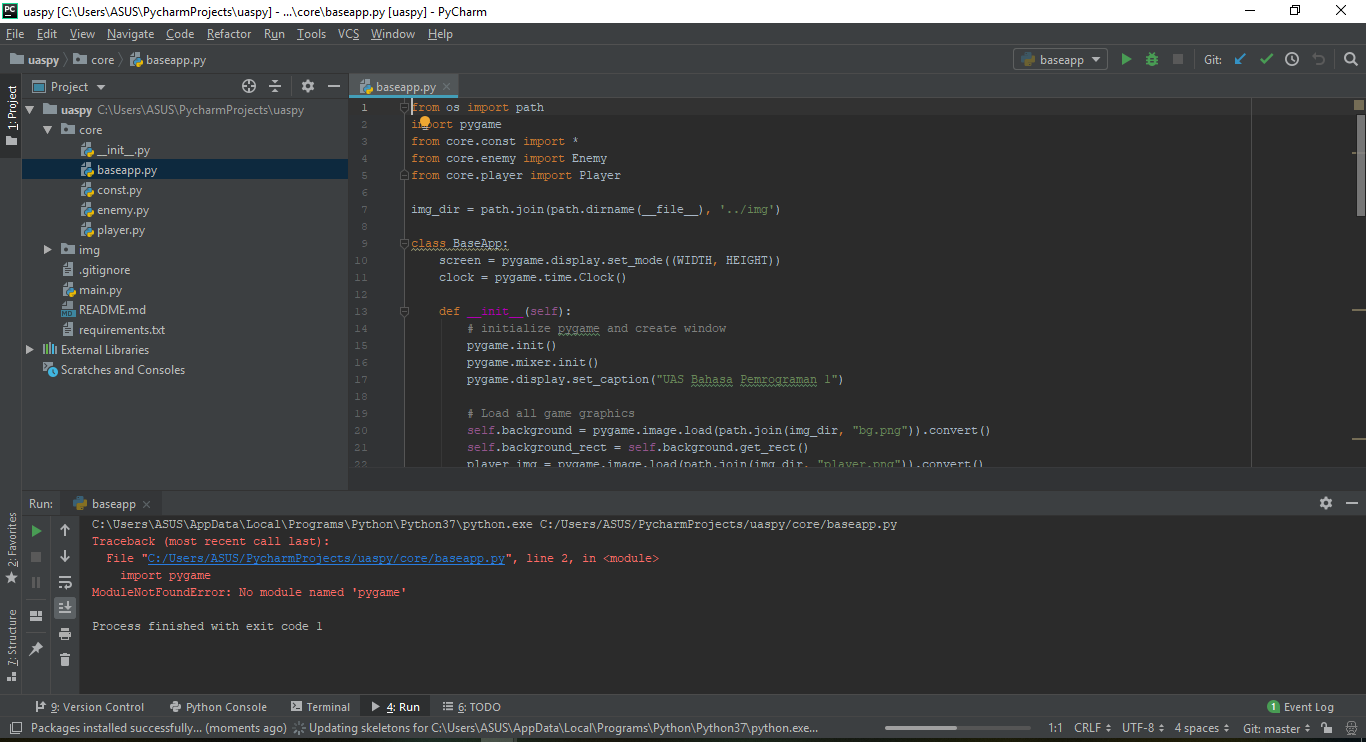 uaspy [C:\Users\ASUS\PycharmProjects\uaspy] - ...\core\baseapp.py [uaspy] - PyCharm
File Edit View Navigate Code Refactor Run Tools VCS Window Help
uaspy core baseapp.py baseapp Git:
1: Project
Project
uaspy C:\Users\ASUS\PycharmProjects\uaspy
core
__init__.py
baseapp.py
const.py
enemy.py
player.py
img
.gitignore
main.py
README.md
requirements.txt
External Libraries
Scratches and Consoles
baseapp.py
1 from os import path
2 import pygame
3 from core.const import *
4 from core.enemy import Enemy
5 from core.player import Player
6
7 img_dir = path.join(path.dirname(__file__), '../img')
8
9 class BaseApp:
10 screen = pygame.display.set_mode((WIDTH, HEIGHT))
11 clock = pygame.time.Clock()
12
13 def __init__(self):
14 # initialize pygame and create window
15 pygame.init()
16 pygame.mixer.init()
17 pygame.display.set_caption("UAS Bahasa Pemrograman 1")
18
19 # Load all game graphics
20 self.background = pygame.image.load(path.join(img_dir, "bg.png")).convert()
21 self.background_rect = self.background.get_rect()
22 player_img = pygame.image.load(path.join(img_dir, "player.png")).convert()
2: Favorites
7: Structure
Run: baseapp
C:\Users\ASUS\AppData\Local\Programs\Python\Python37\python.exe C:/Users/ASUS/PycharmProjects/uaspy/core/baseapp.py
Traceback (most recent call last):
File "C:/Users/ASUS/PycharmProjects/uaspy/core/baseapp.py", line 2, in <module>
import pygame
ModuleNotFoundError: No module named 'pygame'
Process finished with exit code 1
9: Version Control Python Console Terminal 4: Run 6: TODO 1 Event Log
Packages installed successfully... (moments ago) Updating skeletons for C:\Users\ASUS\AppData\Local\Programs\Python\Python37\python.exe... 1:1 CRLF UTF-8 4 spaces Git: master